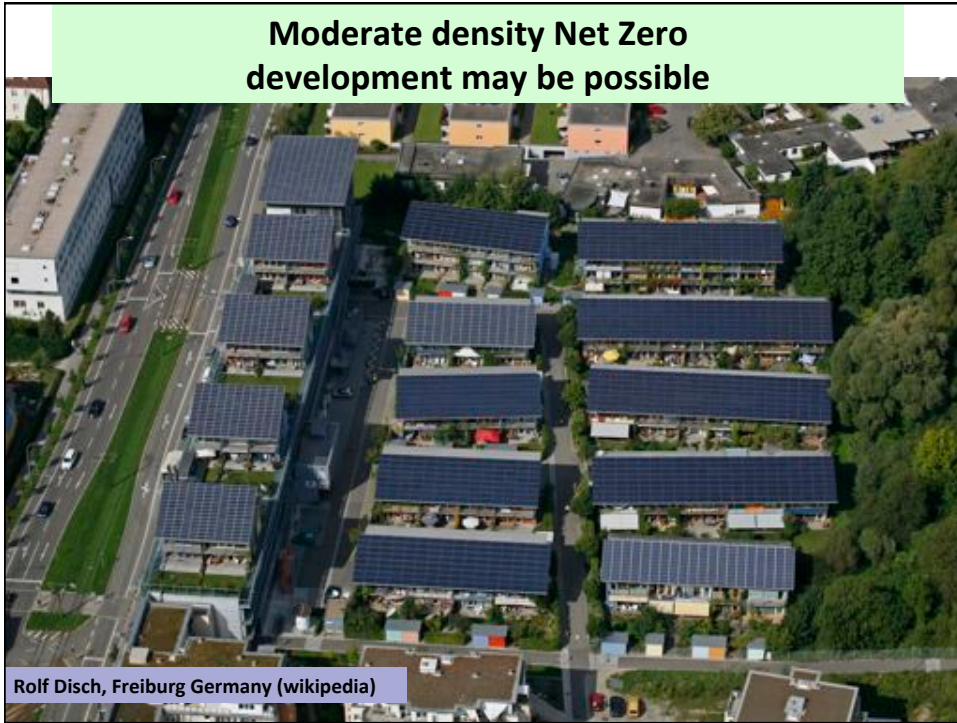 Moderate density Net Zero
development may be possible
Rolf Disch, Freiburg Germany (wikipedia)